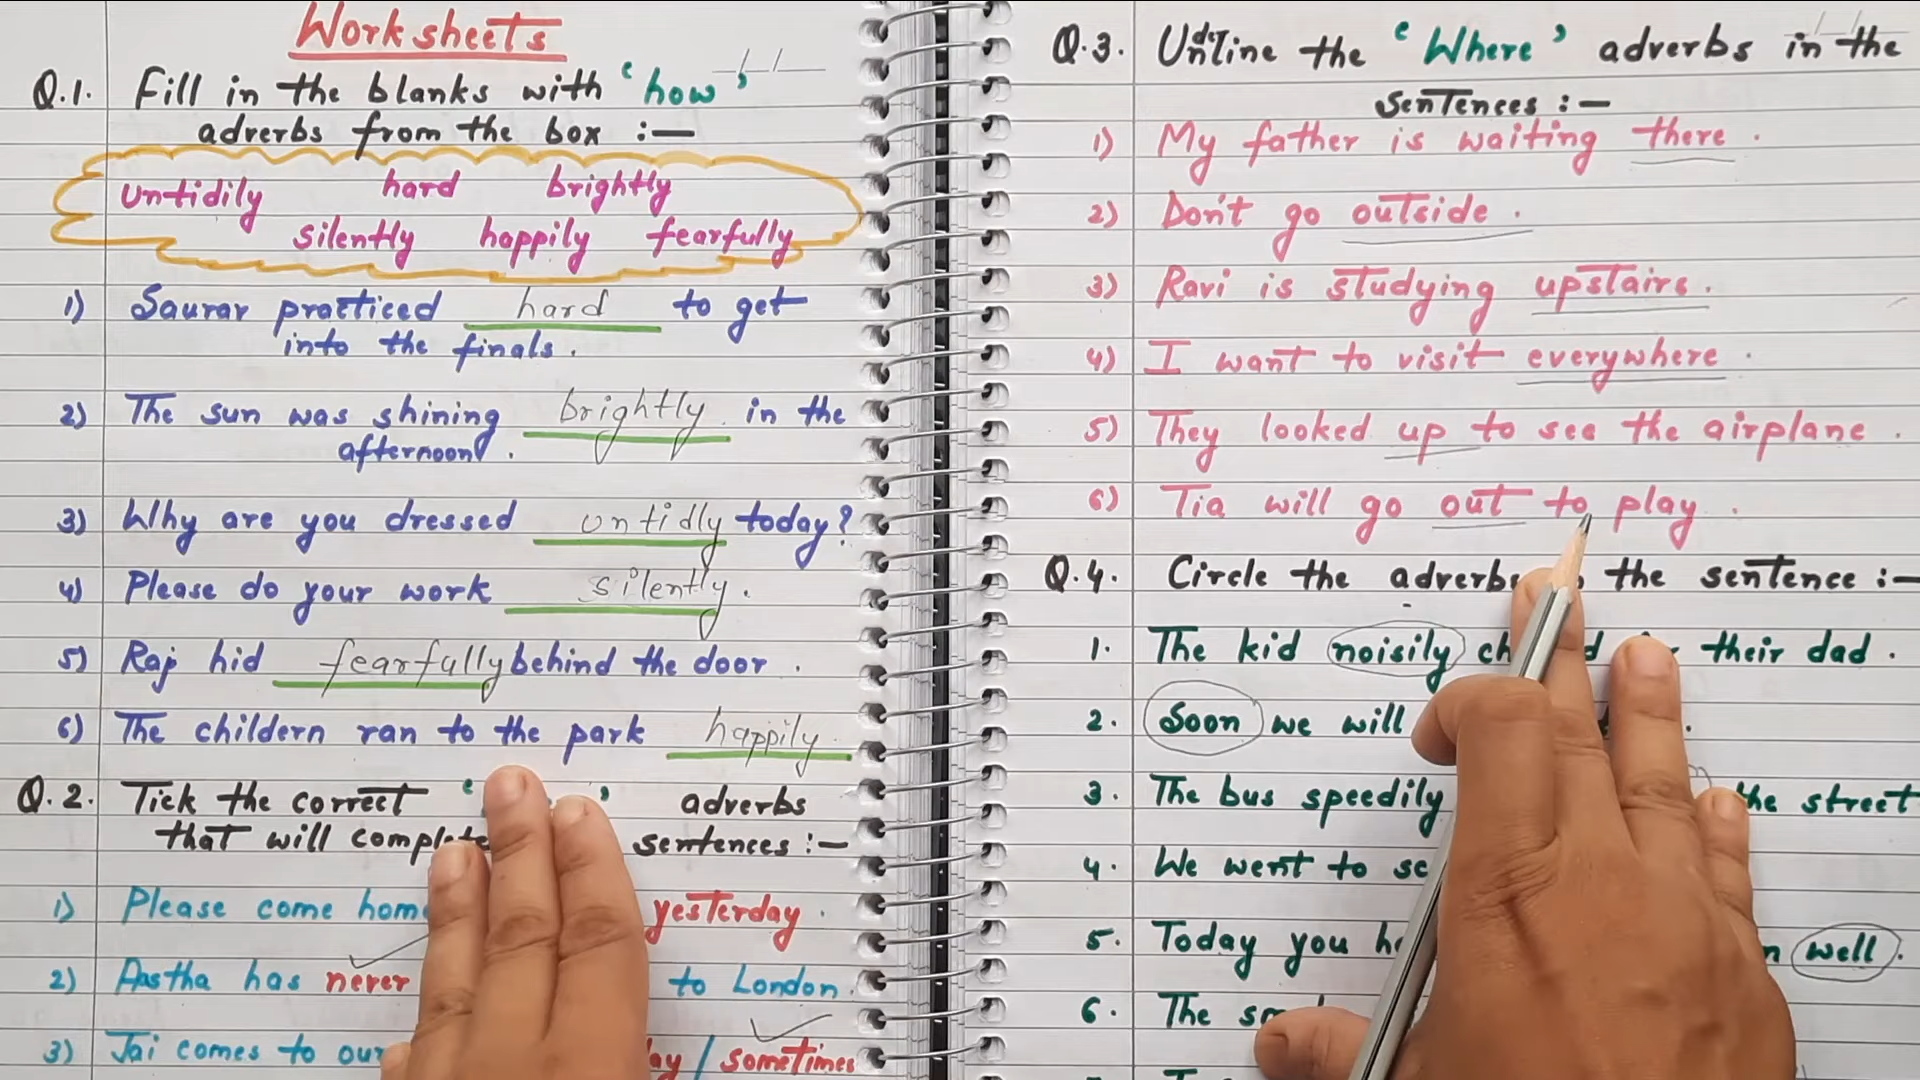 Worksheets
Q.1. Fill in the blanks with 'how'
adverbs from the box :-
untidily hard brightly
silently happily fearfully
1) Saurav practiced hard to get
into the finals.
2) The sun was shining brightly in the
afternoon.
3) Why are you dressed untidly today?
4) Please do your work silently.
5) Raj hid fearfully behind the door.
6) The childern ran to the park happily
Q.2. Tick the correct ' ' adverbs
that will complete sentences :-
1) Please come home yesterday.
2) Aastha has never to London.
3) Jai comes to our / sometimes
Q.3. Underline the 'Where' adverbs in the
sentences :-
1) My father is waiting there.
2) Don't go outside.
3) Ravi is studying upstairs.
4) I want to visit everywhere.
5) They looked up to see the airplane.
6) Tia will go out to play.
Q.4. Circle the adverbs the sentence :-
1. The kid noisily their dad.
2. Soon we will .
3. The bus speedily the street
4. We went to
5. Today you well.
6. The